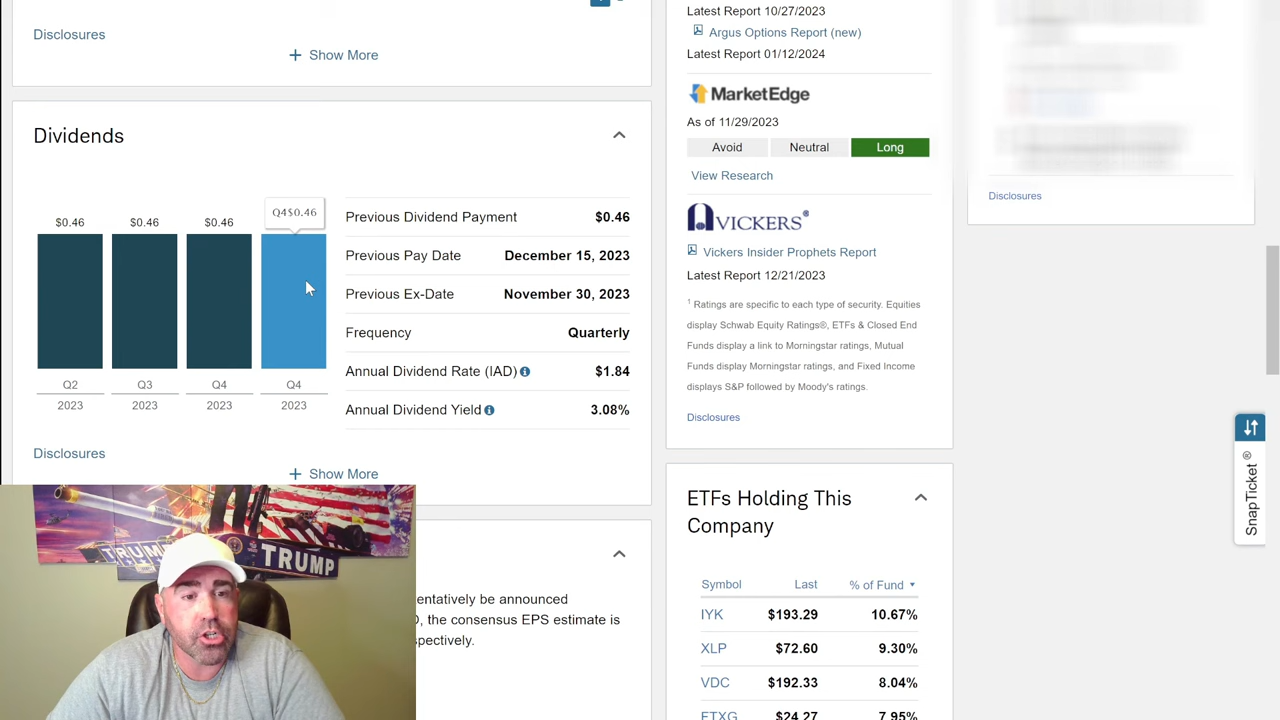 Disclosures
+ Show More
Dividends
$0.46
$0.46
$0.46
Q4$0.46
Q2
Q3
Q4
Q4
2023
2023
2023
2023
Previous Dividend Payment $0.46
Previous Pay Date December 15, 2023
Previous Ex-Date November 30, 2023
Frequency Quarterly
Annual Dividend Rate (IAD) $1.84
Annual Dividend Yield 3.08%
Disclosures
+ Show More
TRUMP
TRUMP
entatively be announced
, the consensus EPS estimate is
spectively.
Latest Report 10/27/2023
Argus Options Report (new)
Latest Report 01/12/2024
MarketEdge
As of 11/29/2023
Avoid Neutral Long
View Research
VICKERS®
Vickers Insider Prophets Report
Latest Report 12/21/2023
1 Ratings are specific to each type of security. Equities
display Schwab Equity Ratings®, ETFs & Closed End
Funds display a link to Morningstar ratings, Mutual
Funds display Morningstar ratings, and Fixed Income
displays S&P followed by Moody's ratings.
Disclosures
ETFs Holding This
Company
Symbol Last % of Fund
IYK $193.29 10.67%
XLP $72.60 9.30%
VDC $192.33 8.04%
FTXG $24.27 7.95%
Disclosures
SnapTicket®